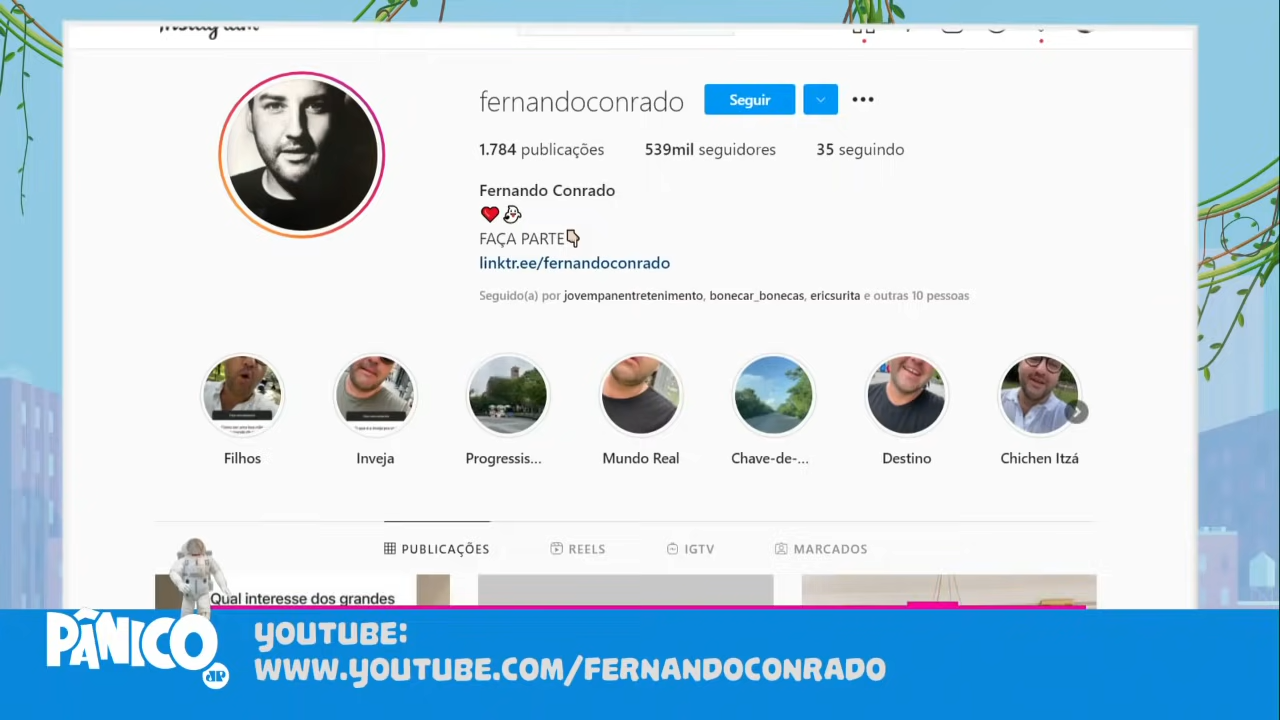 Instagram
fernandoconrado Seguir
1.784 publicações 539mil seguidores 35 seguindo
Fernando Conrado
FAÇA PARTE
linktr.ee/fernandoconrado
Seguido(a) por jovempanentretenimento, bonecar_bonecas, ericsurita e outras 10 pessoas
Filhos Inveja Progressis... Mundo Real Chave-de-... Destino Chichen Itzá
PUBLICAÇÕES REELS IGTV MARCADOS
Qual interesse dos grandes
PÂNICO JP
YOUTUBE:
WWW.YOUTUBE.COM/FERNANDOCONRADO